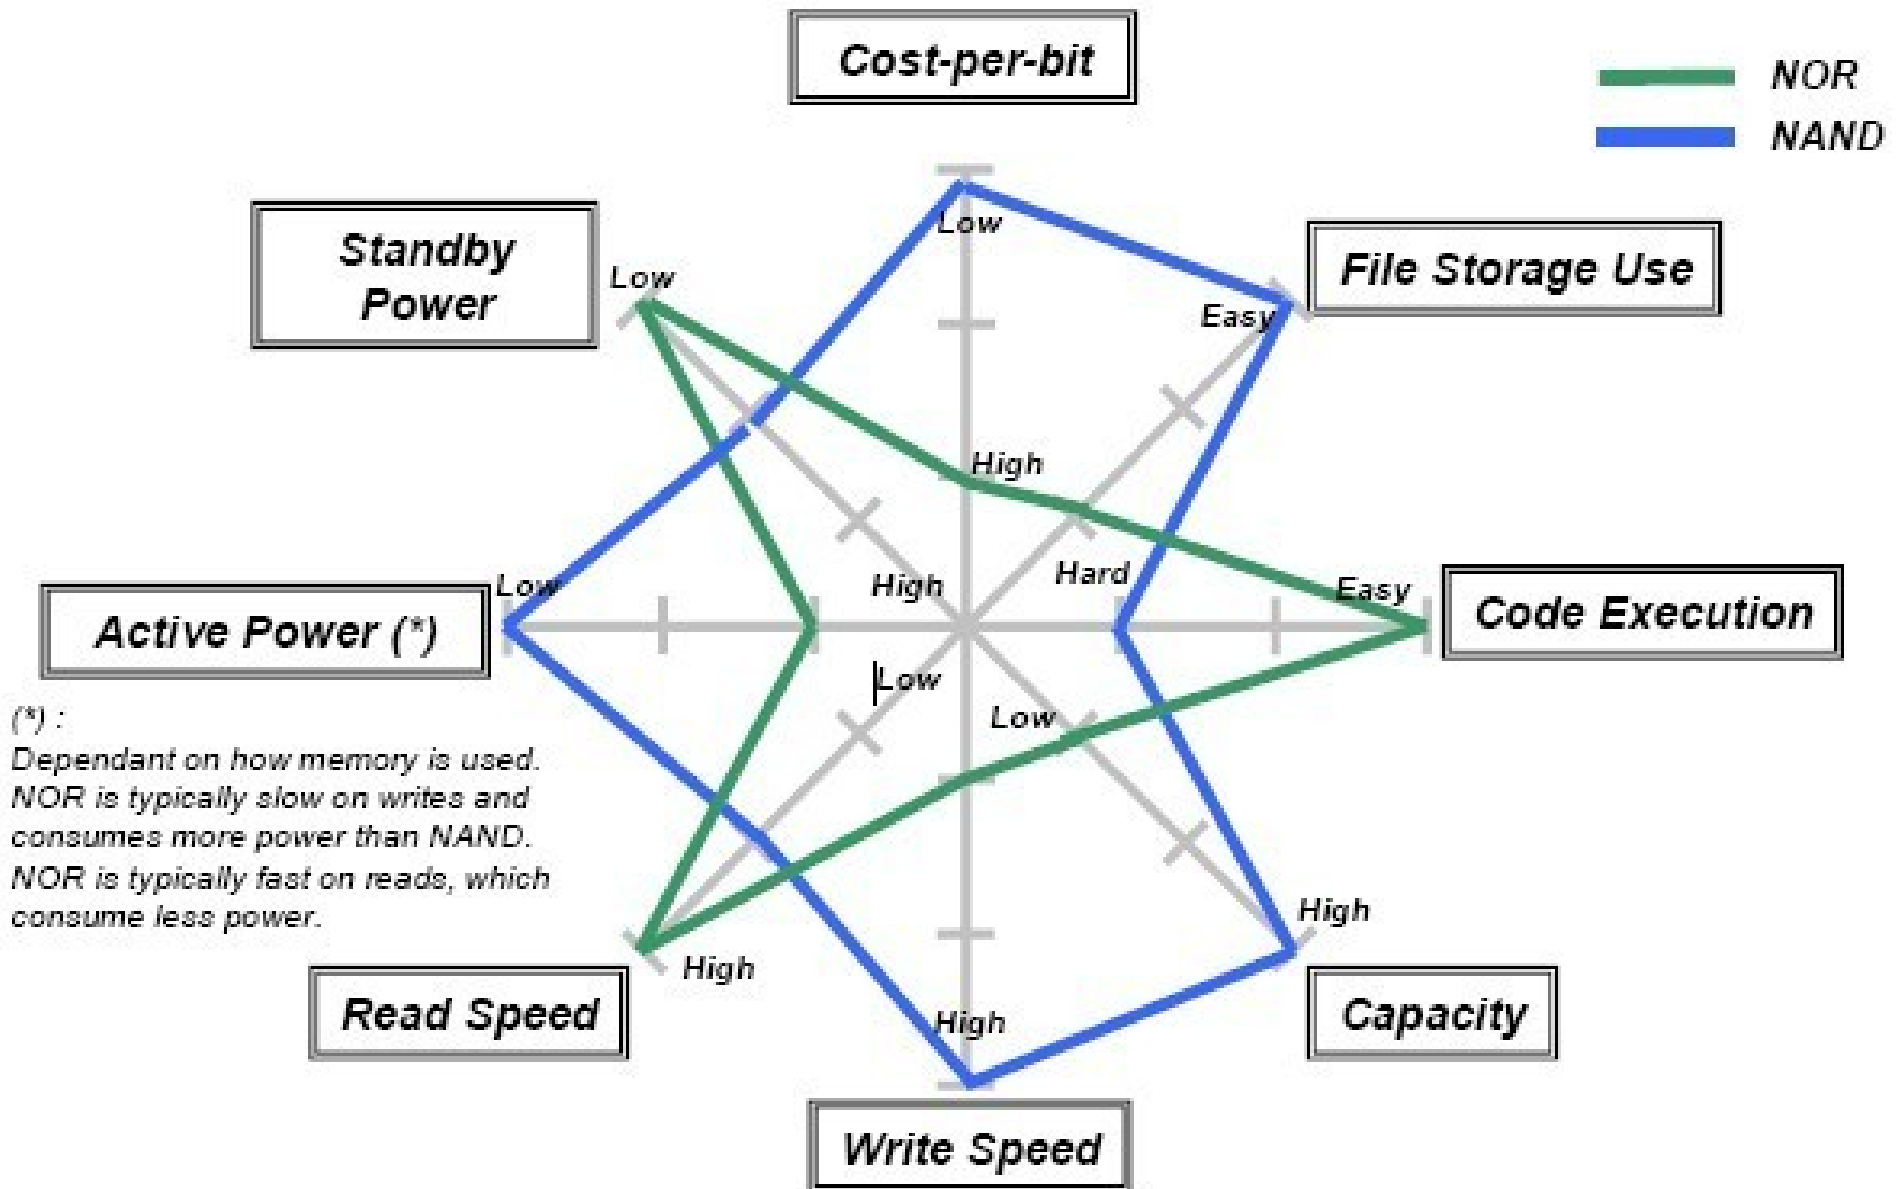 Cost-per-bit
NOR
NAND
Standby
Power
Low
Low
File Storage Use
Easy
High
High
Hard
Easy
Low
Active Power (*)
Code Execution
Low
Low
(*) :
Dependant on how memory is used.
NOR is typically slow on writes and
consumes more power than NAND.
NOR is typically fast on reads, which
consume less power.
High
High
High
Read Speed
Capacity
Write Speed